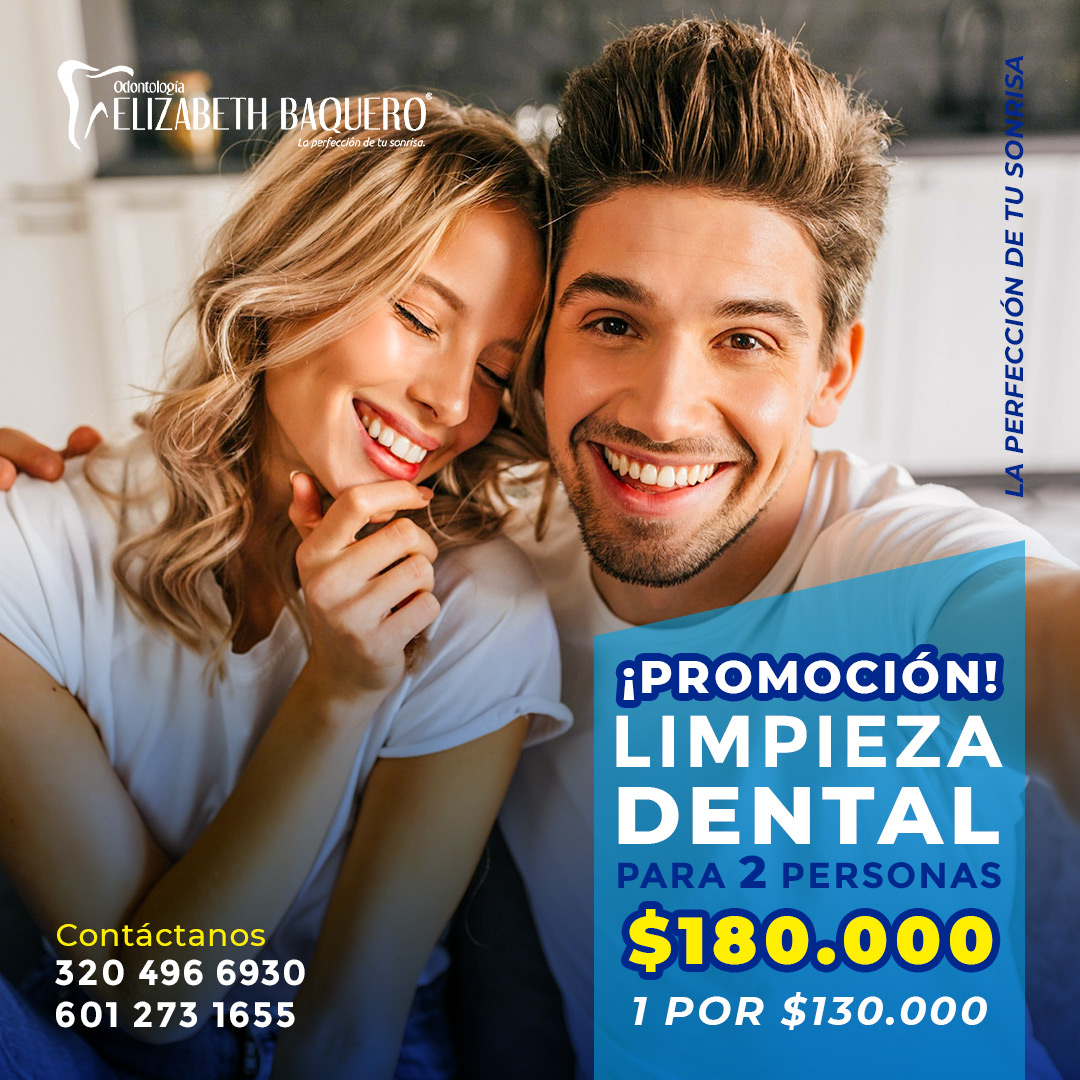 Odontología
ELIZABETH BAQUERO®
La perfección de tu sonrisa.
LA PERFECCIÓN DE TU SONRISA
¡PROMOCIÓN!
LIMPIEZA
DENTAL
PARA 2 PERSONAS
$180.000
1 POR $130.000
Contáctanos
320 496 6930
601 273 1655